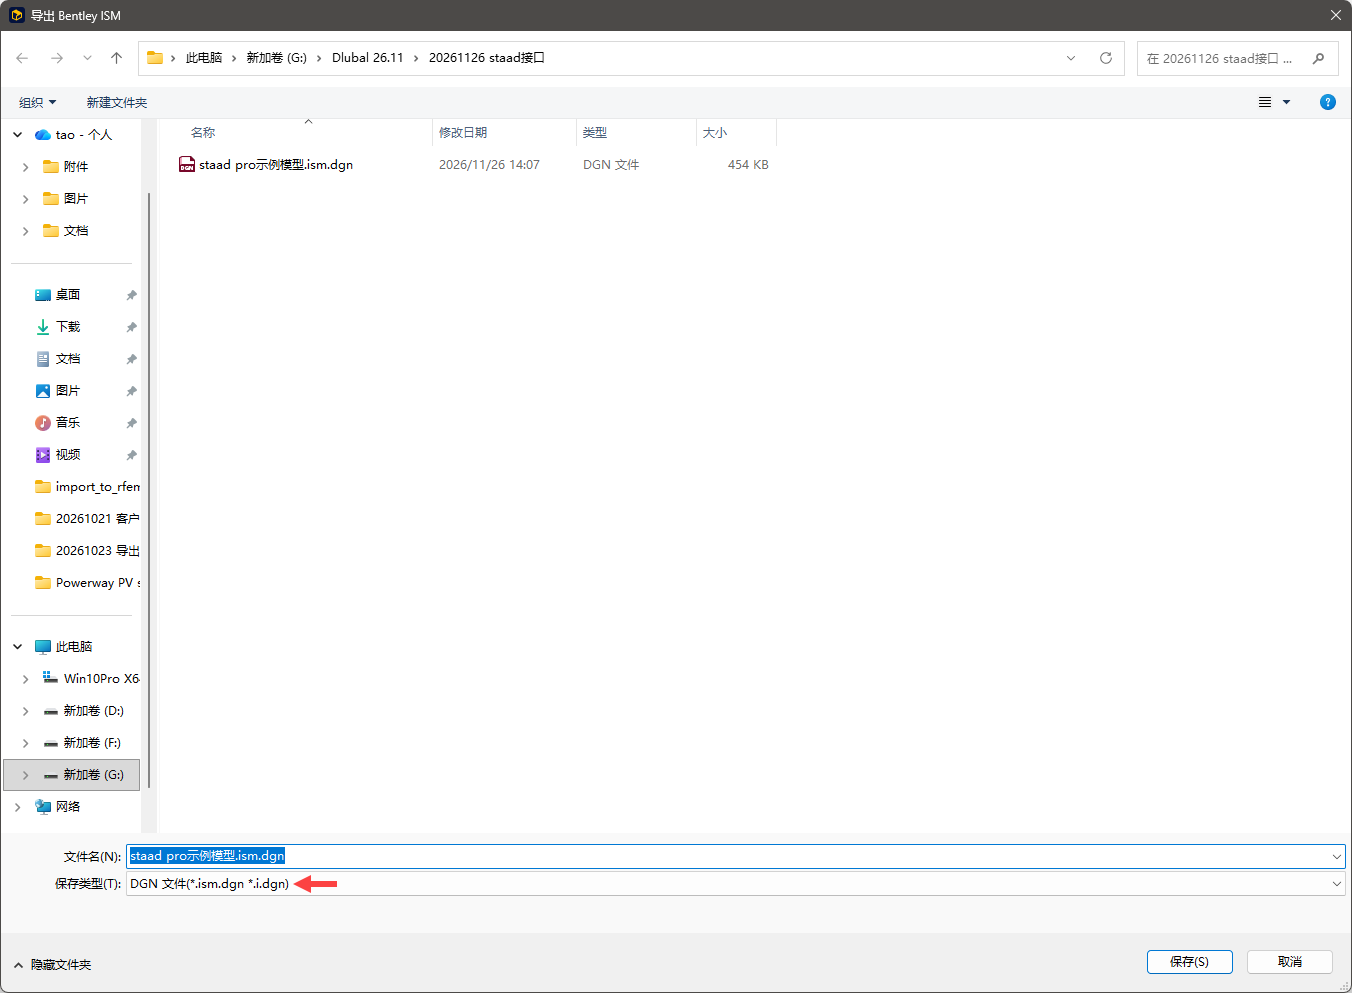 导出 Bentley ISM
此电脑 › 新加卷 (G:) › Dlubal 26.11 › 20261126 staad接口
在 20261126 staad接口 ...
组织
新建文件夹
名称 修改日期 类型 大小
staad pro示例模型.ism.dgn 2026/11/26 14:07 DGN 文件 454 KB
tao - 个人
附件
图片
文档
桌面
下载
文档
图片
音乐
视频
import_to_rfem
20261021 客户
20261023 导出
Powerway PV s
此电脑
Win10Pro X6
新加卷 (D:)
新加卷 (F:)
新加卷 (G:)
网络
文件名(N): staad pro示例模型.ism.dgn
保存类型(T): DGN 文件(*.ism.dgn *.i.dgn)
隐藏文件夹
保存(S)
取消